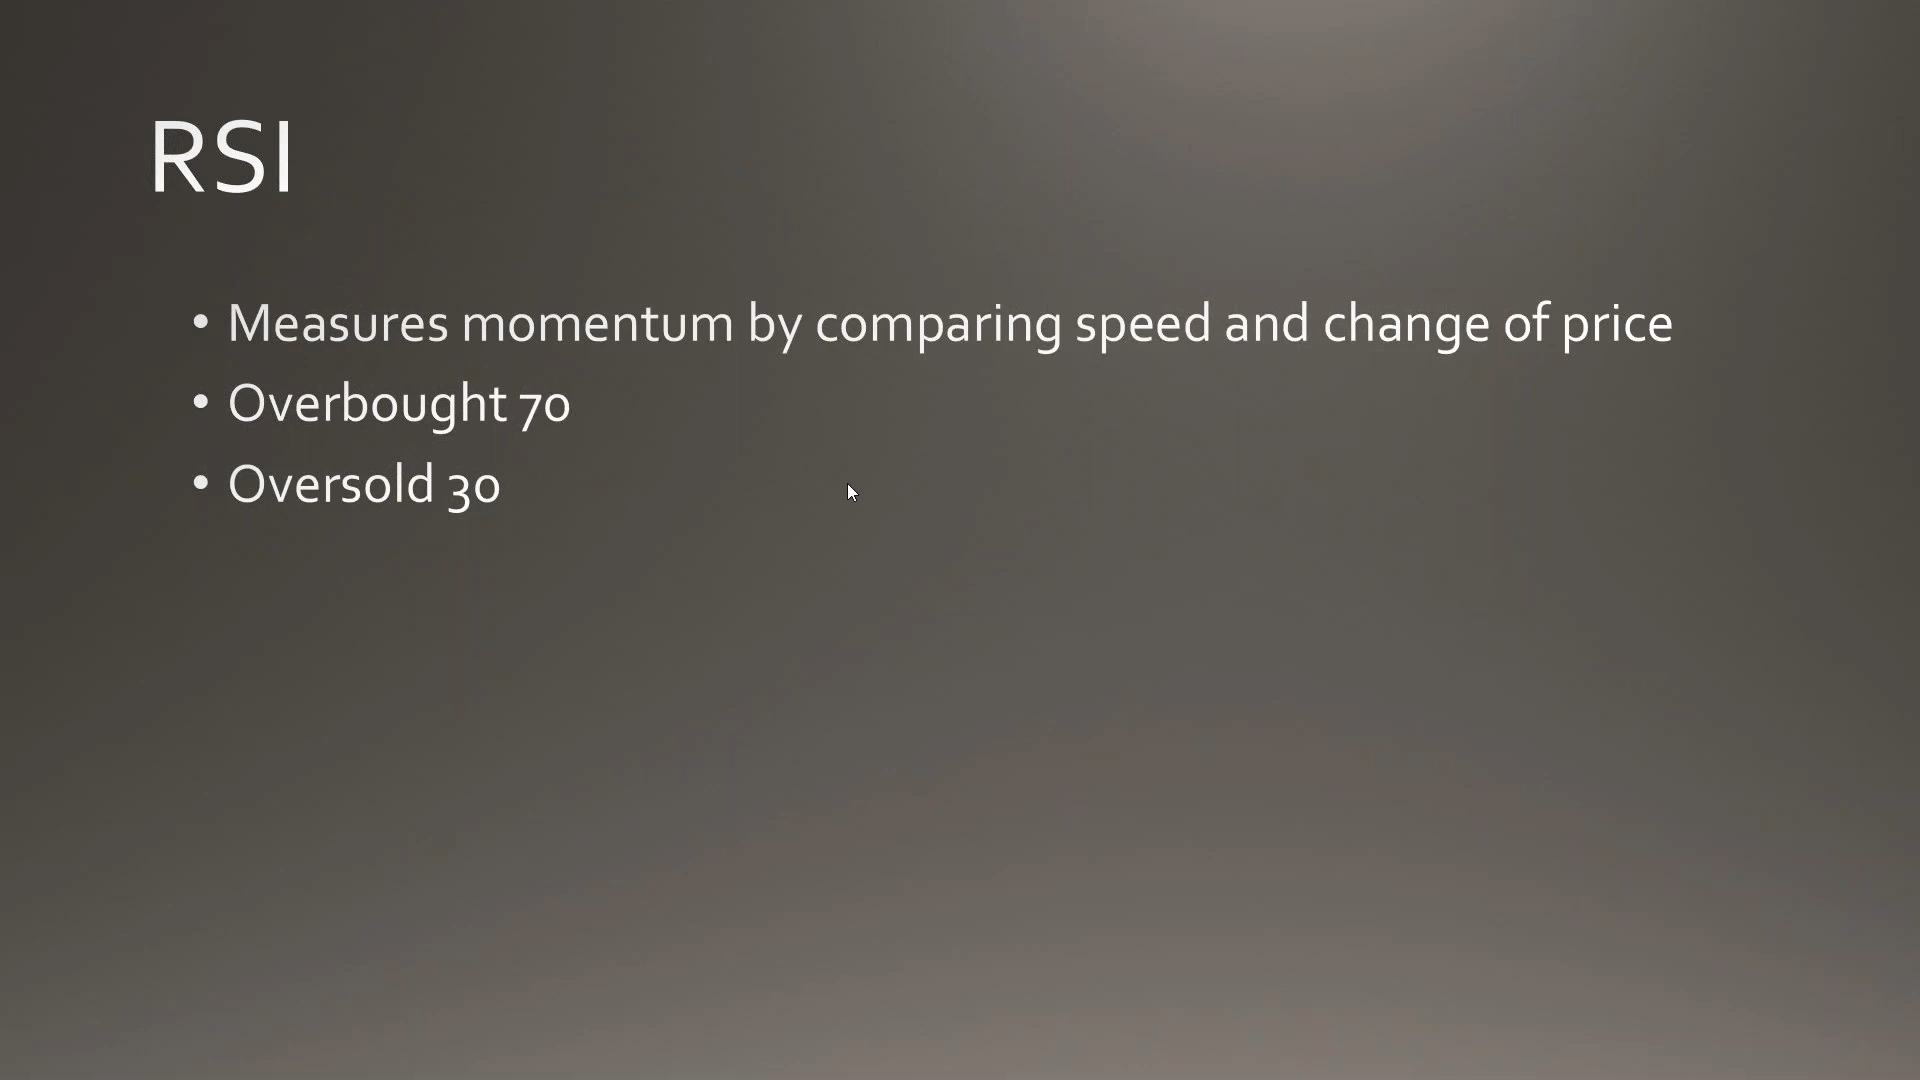 RSI
• Measures momentum by comparing speed and change of price
• Overbought 70
• Oversold 30